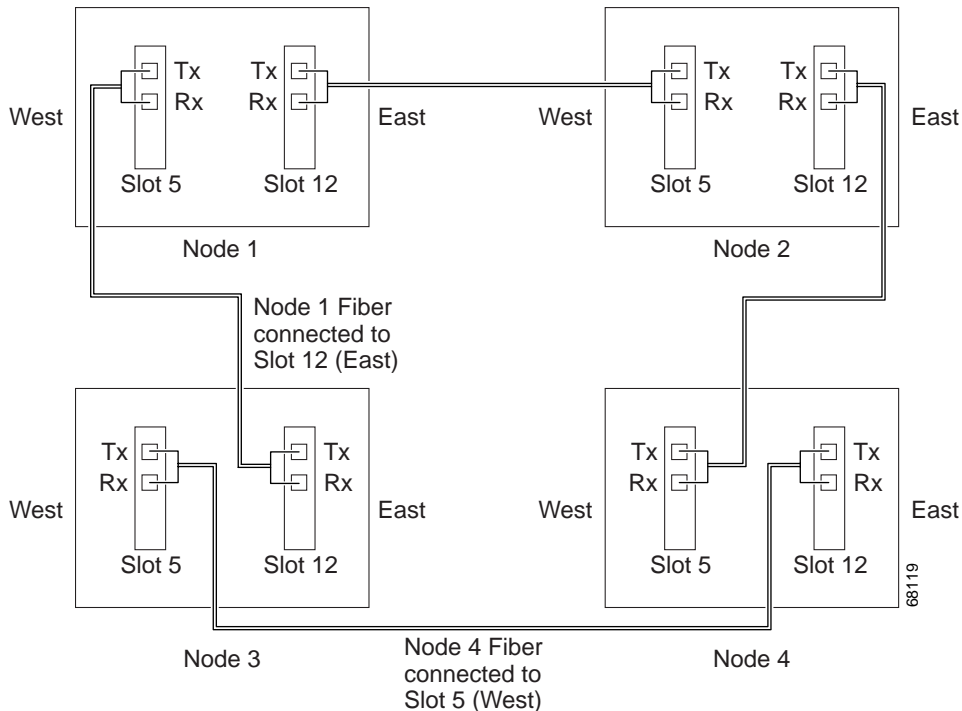 Tx Tx Tx Tx
Rx Rx Rx Rx
West East West East
Slot 5 Slot 12 Slot 5 Slot 12
Node 1 Node 2
Node 1 Fiber
connected to
Slot 12 (East)
Tx Tx Tx Tx
Rx Rx Rx Rx
West East West East
Slot 5 Slot 12 Slot 5 Slot 12
68119
Node 3 Node 4
Node 4 Fiber
connected to
Slot 5 (West)